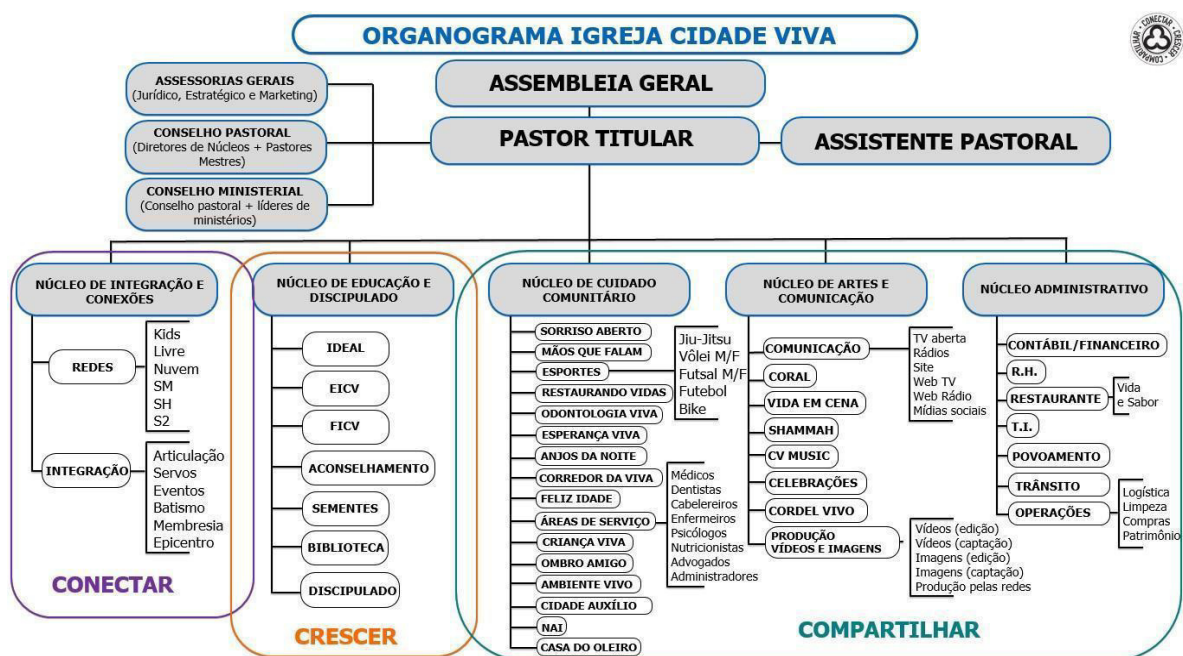 ORGANOGRAMA IGREJA CIDADE VIVA
CONECTAR · CRESCER · COMPARTILHAR
ASSESSORIAS GERAIS
(Jurídico, Estratégico e Marketing)
ASSEMBLEIA GERAL
CONSELHO PASTORAL
(Diretores de Núcleos + Pastores
Mestres)
PASTOR TITULAR
ASSISTENTE PASTORAL
CONSELHO MINISTERIAL
(Conselho pastoral + líderes de
ministérios)
NÚCLEO DE INTEGRAÇÃO E
CONEXÕES
REDES
Kids
Livre
Nuvem
SM
SH
S2
INTEGRAÇÃO
Articulação
Servos
Eventos
Batismo
Membresia
Epicentro
CONECTAR
NÚCLEO DE EDUCAÇÃO E
DISCIPULADO
IDEAL
EICV
FICV
ACONSELHAMENTO
SEMENTES
BIBLIOTECA
DISCIPULADO
CRESCER
NÚCLEO DE CUIDADO
COMUNITÁRIO
SORRISO ABERTO
MÃOS QUE FALAM
ESPORTES
Jiu-Jitsu
Vôlei M/F
Futsal M/F
Futebol
Bike
RESTAURANDO VIDAS
ODONTOLOGIA VIVA
ESPERANÇA VIVA
ANJOS DA NOITE
CORREDOR DA VIVA
FELIZ IDADE
ÁREAS DE SERVIÇO
Médicos
Dentistas
Cabelereiros
Enfermeiros
Psicólogos
Nutricionistas
Advogados
Administradores
CRIANÇA VIVA
OMBRO AMIGO
AMBIENTE VIVO
CIDADE AUXÍLIO
NAI
CASA DO OLEIRO
NÚCLEO DE ARTES E
COMUNICAÇÃO
COMUNICAÇÃO
TV aberta
Rádios
Site
Web TV
Web Rádio
Mídias sociais
CORAL
VIDA EM CENA
SHAMMAH
CV MUSIC
CELEBRAÇÕES
CORDEL VIVO
PRODUÇÃO
VÍDEOS E IMAGENS
Vídeos (edição)
Vídeos (captação)
Imagens (edição)
Imagens (captação)
Produção pelas redes
NÚCLEO ADMINISTRATIVO
CONTÁBIL/FINANCEIRO
R.H.
RESTAURANTE
Vida
e Sabor
T.I.
POVOAMENTO
TRÂNSITO
OPERAÇÕES
Logística
Limpeza
Compras
Patrimônio
COMPARTILHAR